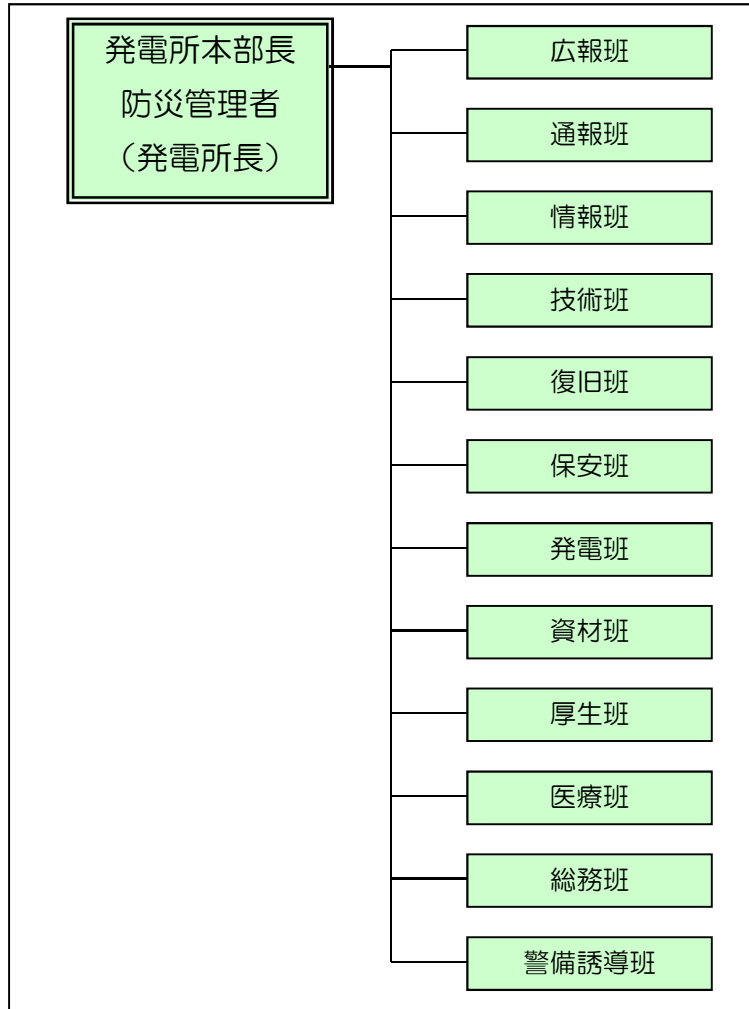 発電所本部長
防災管理者
（発電所長）
広報班
通報班
情報班
技術班
復旧班
保安班
発電班
資材班
厚生班
医療班
総務班
警備誘導班